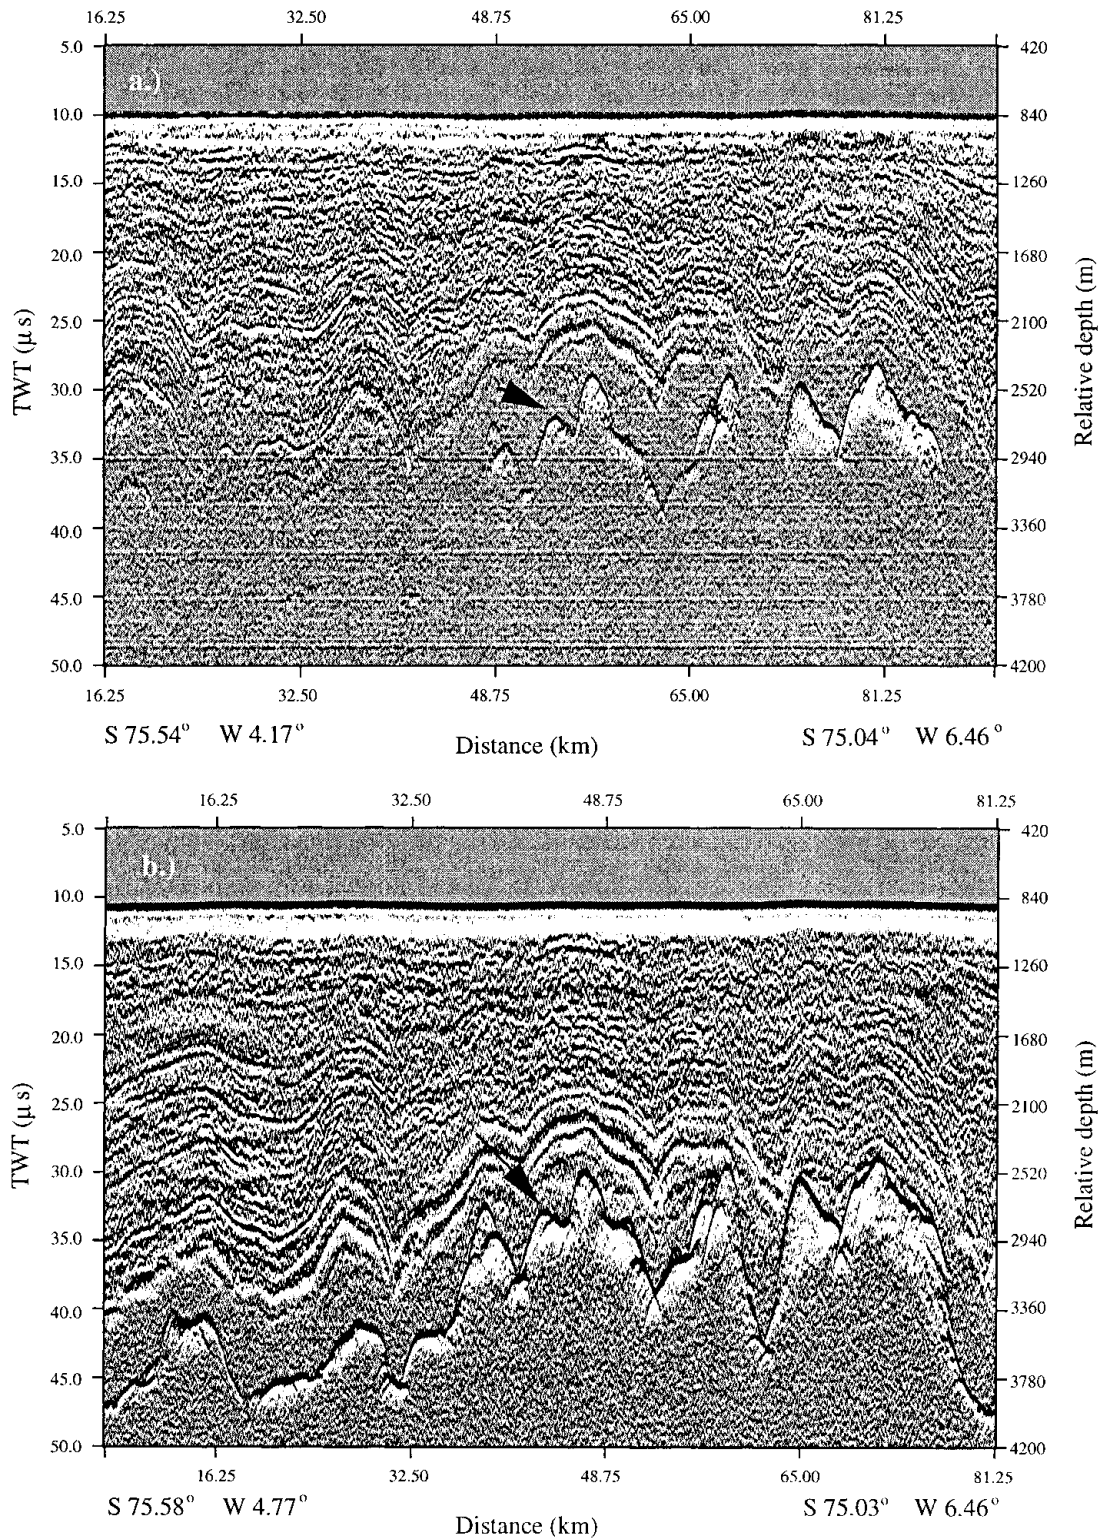 16.25 32.50 48.75 65.00 81.25
5.0 420
a.)
10.0 840
15.0 1260
20.0 1680
25.0 2100
30.0 2520
35.0 2940
40.0 3360
45.0 3780
50.0 4200
TWT (μ s)
Relative depth (m)
16.25 32.50 48.75 65.00 81.25
S 75.54° W 4.17° S 75.04° W 6.46°
Distance (km)
16.25 32.50 48.75 65.00 81.25
5.0 420
b.)
10.0 840
15.0 1260
20.0 1680
25.0 2100
30.0 2520
35.0 2940
40.0 3360
45.0 3780
50.0 4200
TWT (μ s)
Relative depth (m)
16.25 32.50 48.75 65.00 81.25
S 75.58° W 4.77° S 75.03° W 6.46°
Distance (km)